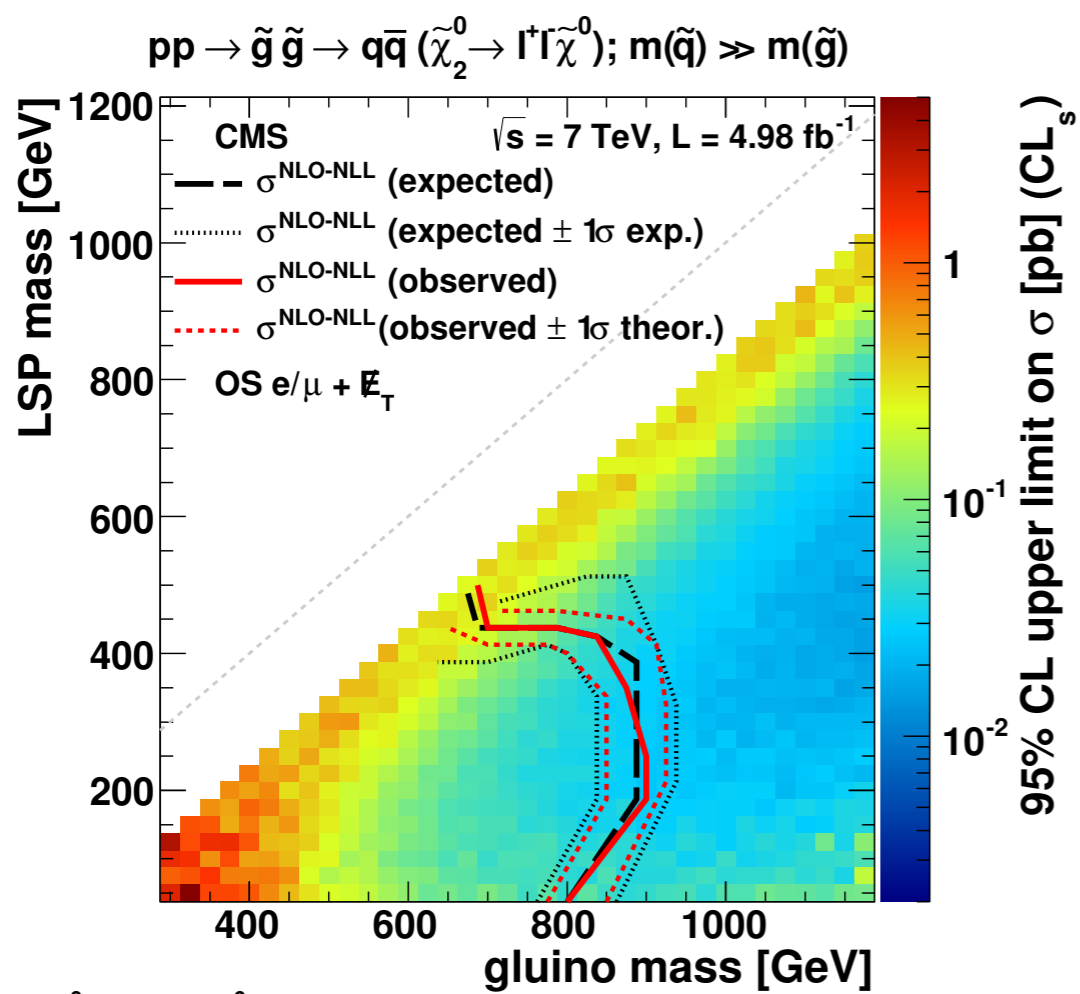 pp → g̃ g̃ → qq̄ (χ̃⁰₂ → l⁺l⁻χ̃⁰); m(q̃) ≫ m(g̃)
CMS √s = 7 TeV, L = 4.98 fb⁻¹
σ^NLO-NLL (expected)
σ^NLO-NLL (expected ± 1σ exp.)
σ^NLO-NLL (observed)
σ^NLO-NLL (observed ± 1σ theor.)
OS e/μ + E̸_T
LSP mass [GeV]
1200
1000
800
600
400
200
400 600 800 1000
gluino mass [GeV]
1
10⁻¹
10⁻²
95% CL upper limit on σ [pb] (CL_s)